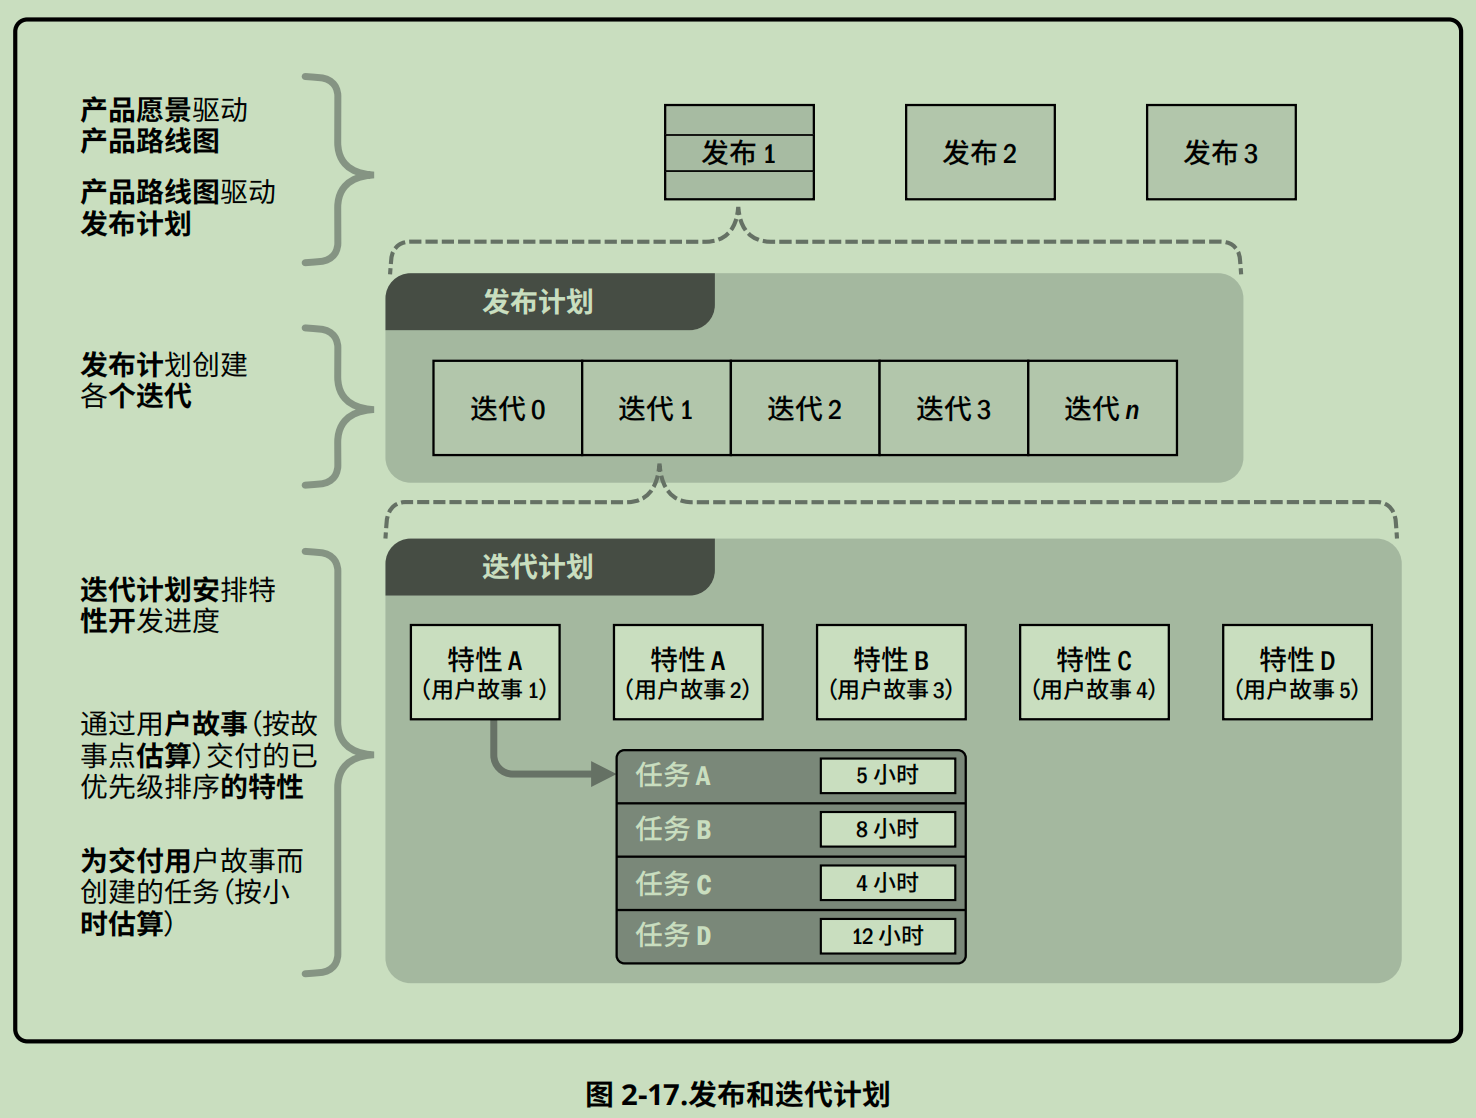 产品愿景驱动
产品路线图
产品路线图驱动
发布计划
发布 1
发布 2
发布 3
发布计划创建
各个迭代
发布计划
迭代 0
迭代 1
迭代 2
迭代 3
迭代 n
迭代计划安排特
性开发进度
通过用户故事（按故
事点估算）交付的已
优先级排序的特性
为交付用户故事而
创建的任务（按小
时估算）
迭代计划
特性 A
（用户故事 1）
特性 A
（用户故事 2）
特性 B
（用户故事 3）
特性 C
（用户故事 4）
特性 D
（用户故事 5）
任务 A 5 小时
任务 B 8 小时
任务 C 4 小时
任务 D 12 小时
图 2-17.发布和迭代计划